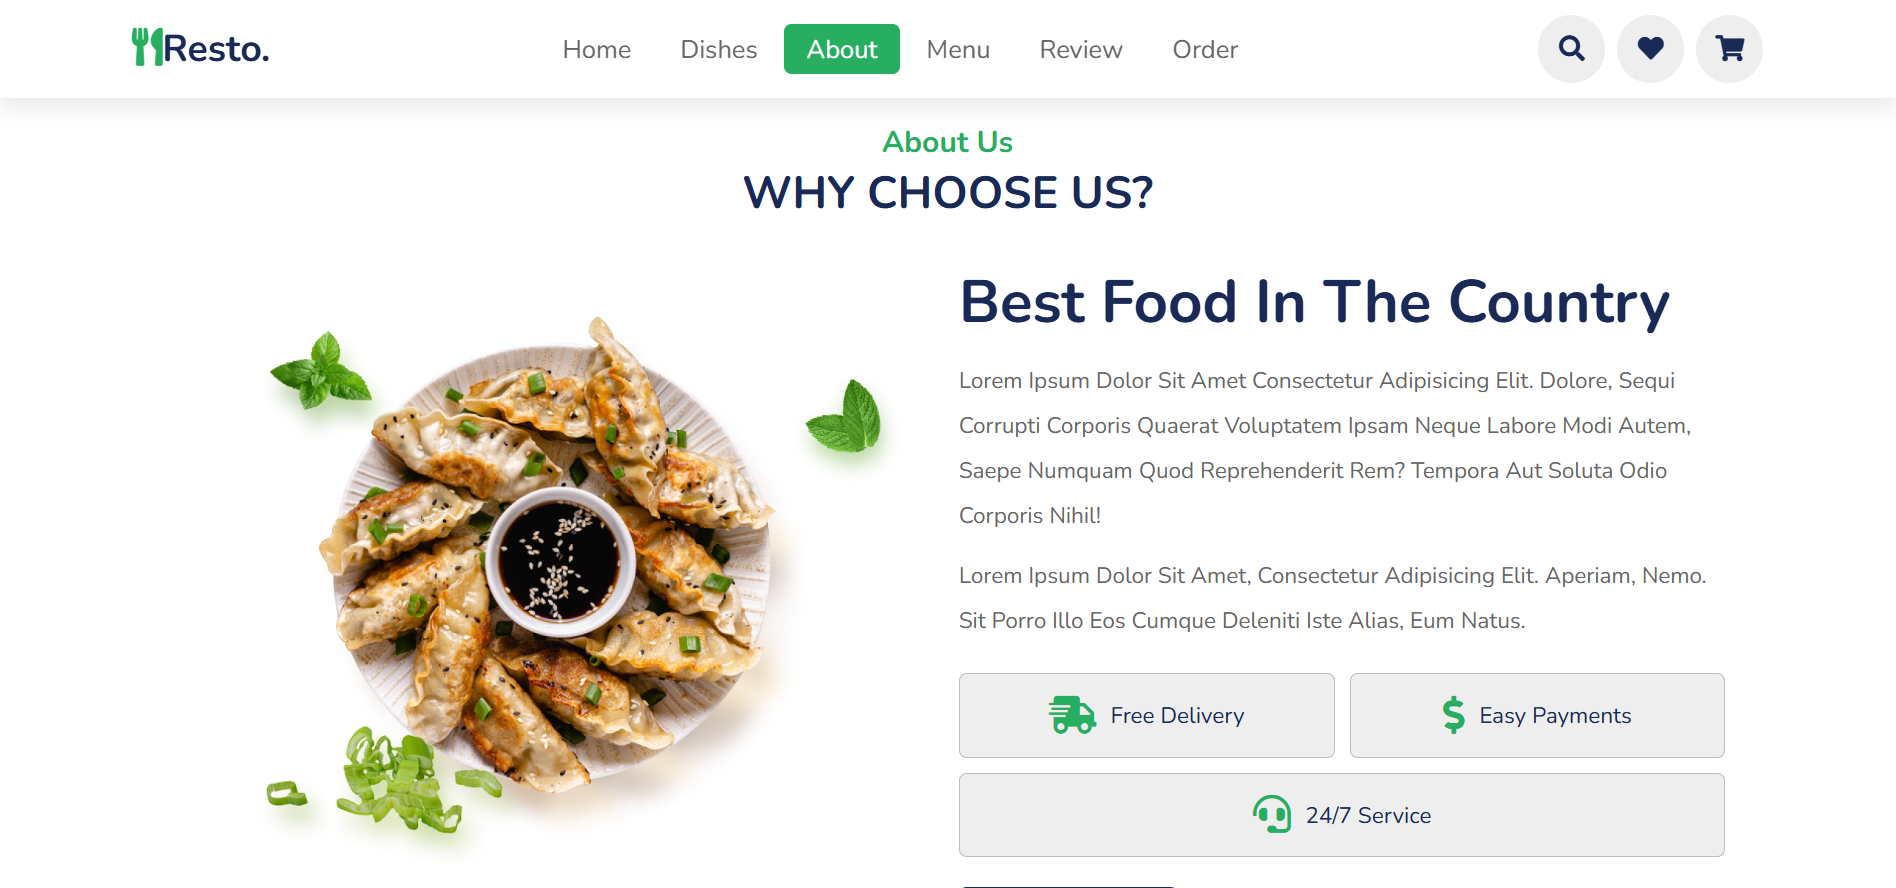 Resto.
Home
Dishes
About
Menu
Review
Order
About Us
WHY CHOOSE US?
Best Food In The Country
Lorem Ipsum Dolor Sit Amet Consectetur Adipisicing Elit. Dolore, Sequi
Corrupti Corporis Quaerat Voluptatem Ipsam Neque Labore Modi Autem,
Saepe Numquam Quod Reprehenderit Rem? Tempora Aut Soluta Odio
Corporis Nihil!
Lorem Ipsum Dolor Sit Amet, Consectetur Adipisicing Elit. Aperiam, Nemo.
Sit Porro Illo Eos Cumque Deleniti Iste Alias, Eum Natus.
Free Delivery
Easy Payments
24/7 Service